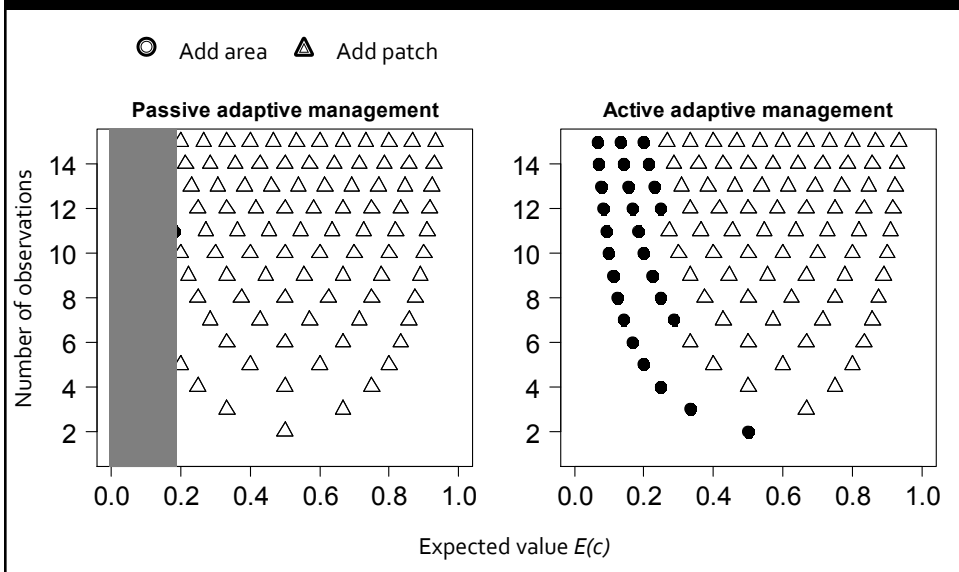 Add area Add patch
Passive adaptive management
Active adaptive management
Number of observations
14
12
10
8
6
4
2
0.0 0.2 0.4 0.6 0.8 1.0
14
12
10
8
6
4
2
0.0 0.2 0.4 0.6 0.8 1.0
Expected value E(c)